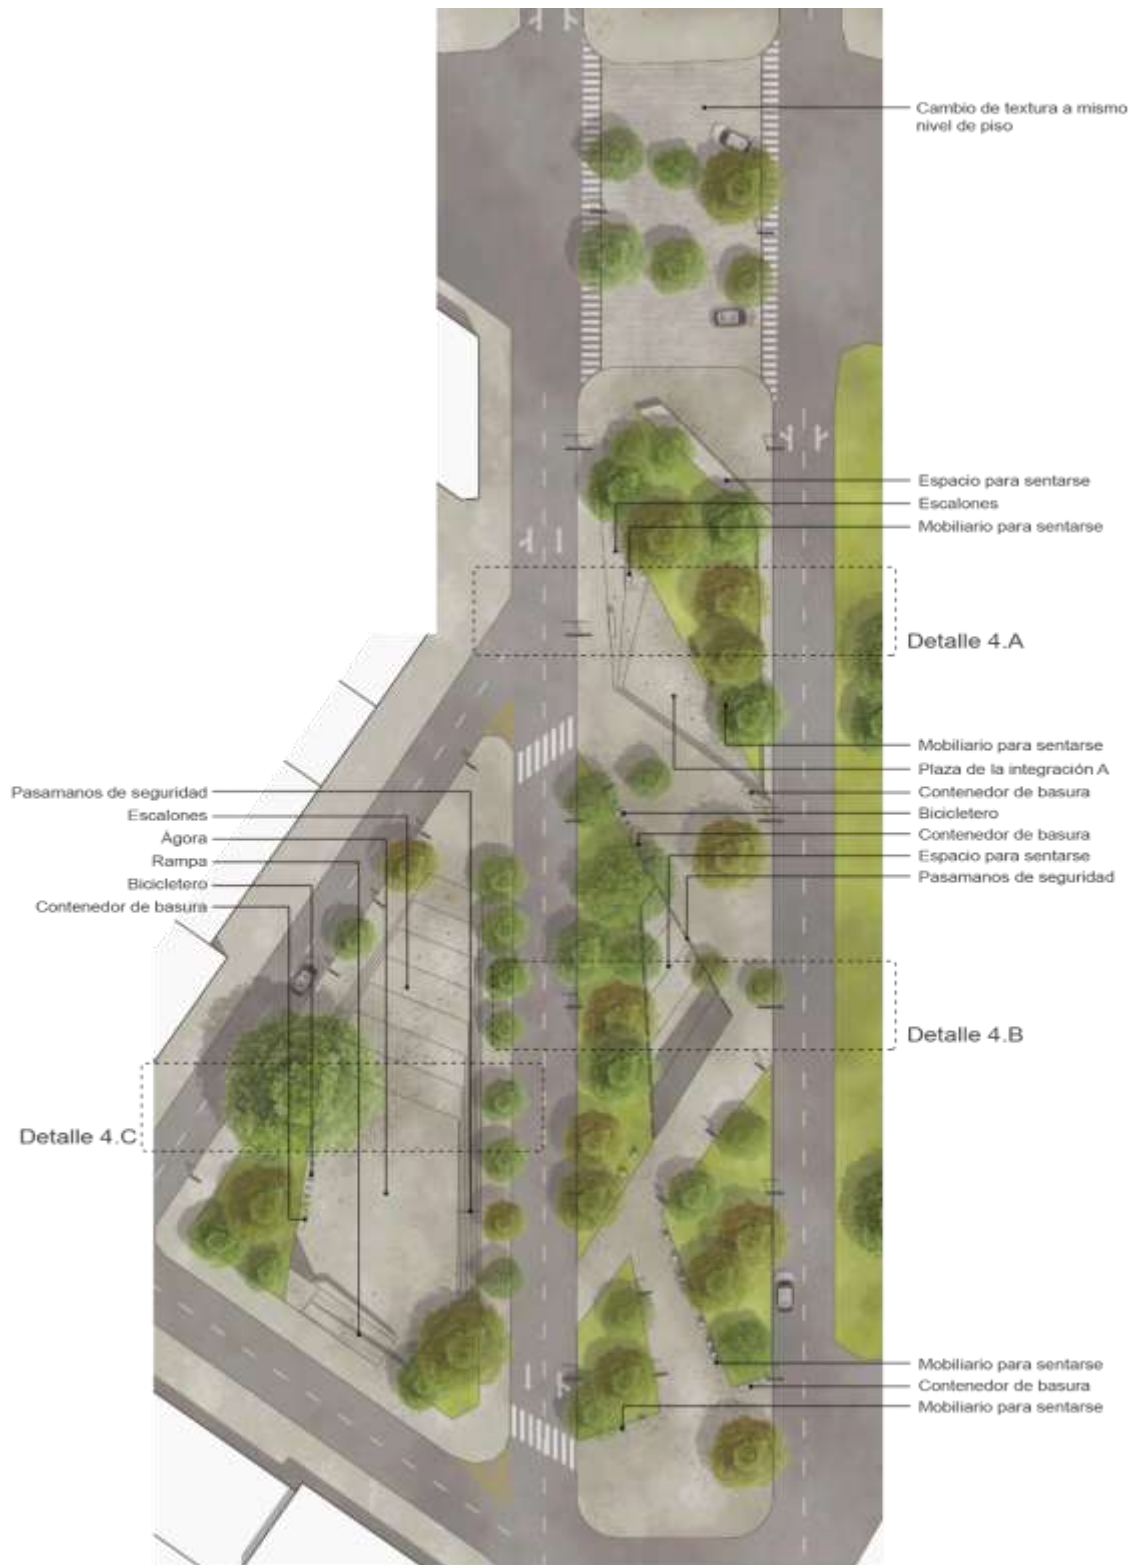 Cambio de textura a mismo
nivel de piso
Espacio para sentarse
Escalones
Mobiliario para sentarse
Detalle 4.A
Mobiliario para sentarse
Plaza de la integración A
Contenedor de basura
Bicicletero
Contenedor de basura
Espacio para sentarse
Pasamanos de seguridad
Pasamanos de seguridad
Escalones
Ágora
Rampa
Bicicletero
Contenedor de basura
Detalle 4.B
Detalle 4.C
Mobiliario para sentarse
Contenedor de basura
Mobiliario para sentarse